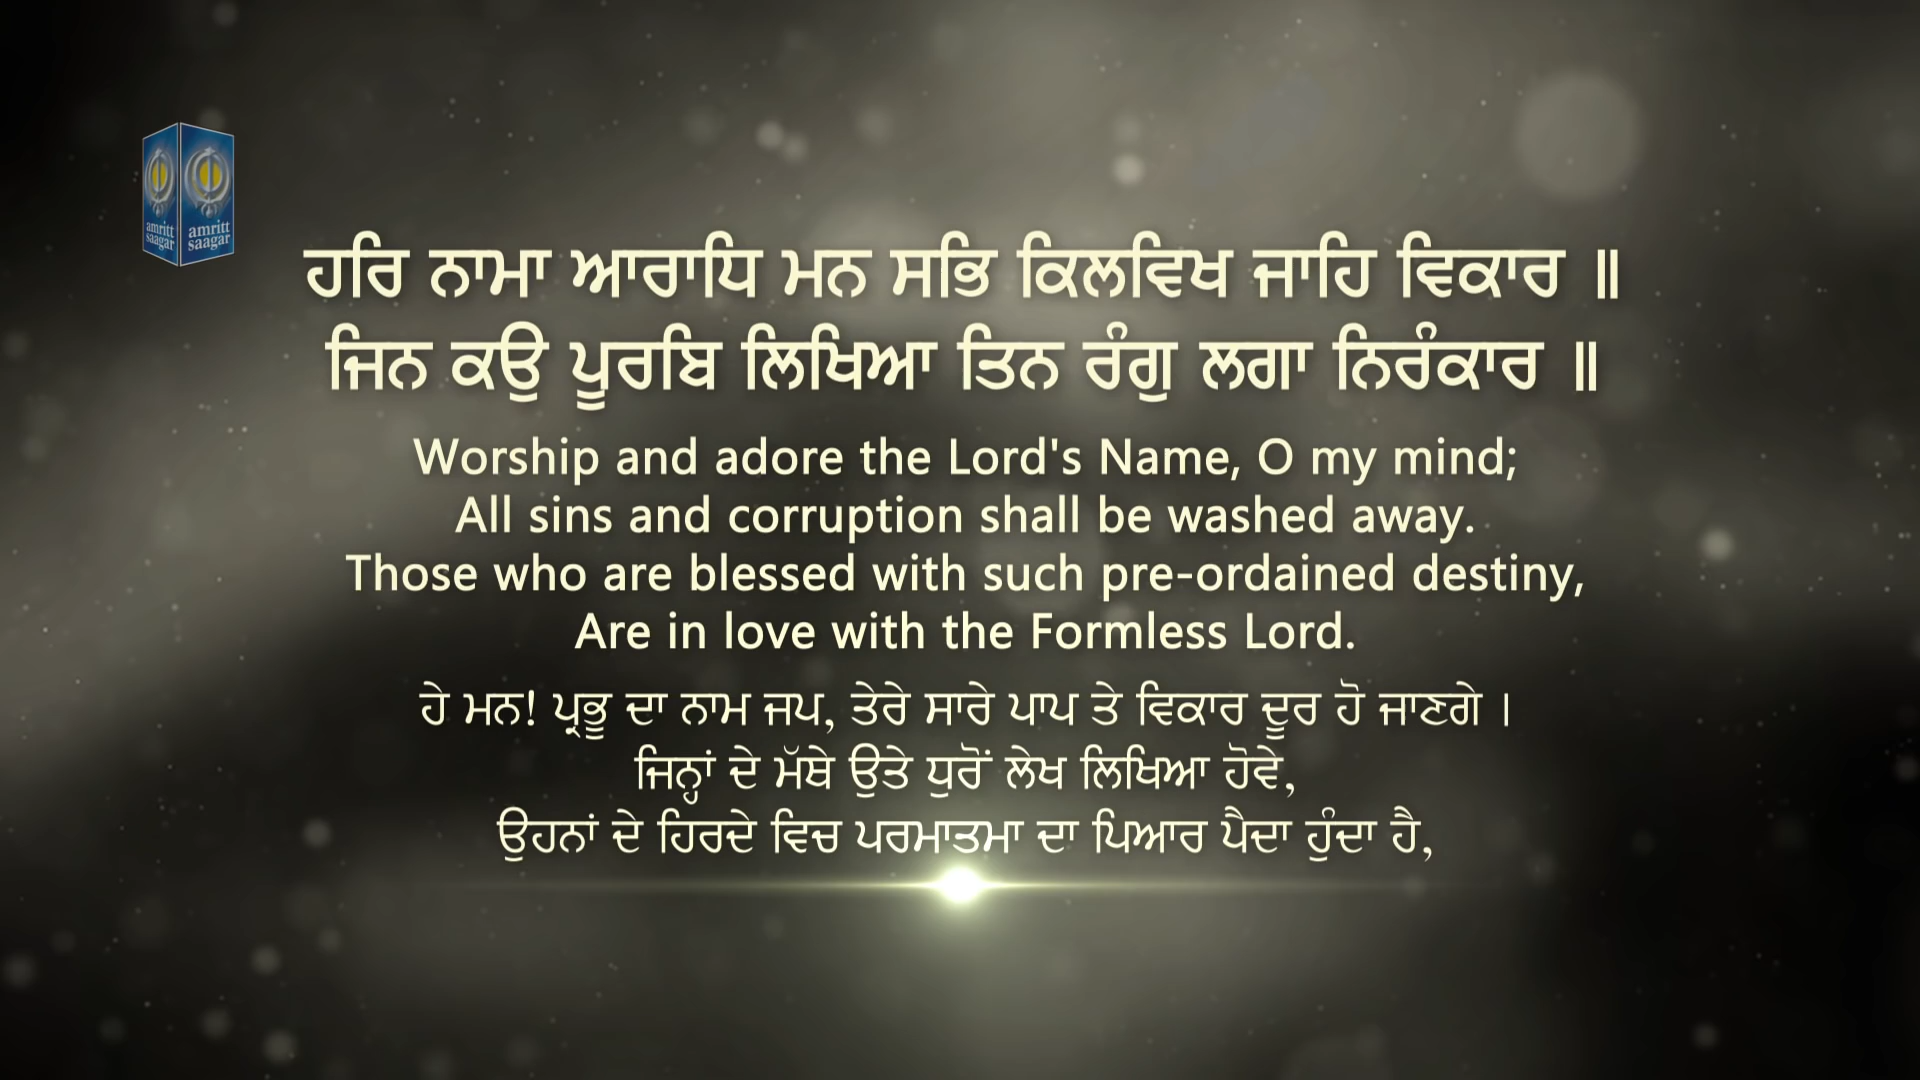 amritt
saagar
amritt
saagar
ਹਰਿ ਨਾਮਾ ਆਰਾਧਿ ਮਨ ਸਭਿ ਕਿਲਵਿਖ ਜਾਹਿ ਵਿਕਾਰ ॥
ਜਿਨ ਕਉ ਪੂਰਬਿ ਲਿਖਿਆ ਤਿਨ ਰੰਗੁ ਲਗਾ ਨਿਰੰਕਾਰ ॥
Worship and adore the Lord's Name, O my mind;
All sins and corruption shall be washed away.
Those who are blessed with such pre-ordained destiny,
Are in love with the Formless Lord.
ਹੇ ਮਨ! ਪ੍ਰਭੂ ਦਾ ਨਾਮ ਜਪ, ਤੇਰੇ ਸਾਰੇ ਪਾਪ ਤੇ ਵਿਕਾਰ ਦੂਰ ਹੋ ਜਾਣਗੇ ।
ਜਿਨ੍ਹਾਂ ਦੇ ਮੱਥੇ ਉਤੇ ਧੁਰੋਂ ਲੇਖ ਲਿਖਿਆ ਹੋਵੇ,
ਉਹਨਾਂ ਦੇ ਹਿਰਦੇ ਵਿਚ ਪਰਮਾਤਮਾ ਦਾ ਪਿਆਰ ਪੈਦਾ ਹੁੰਦਾ ਹੈ,